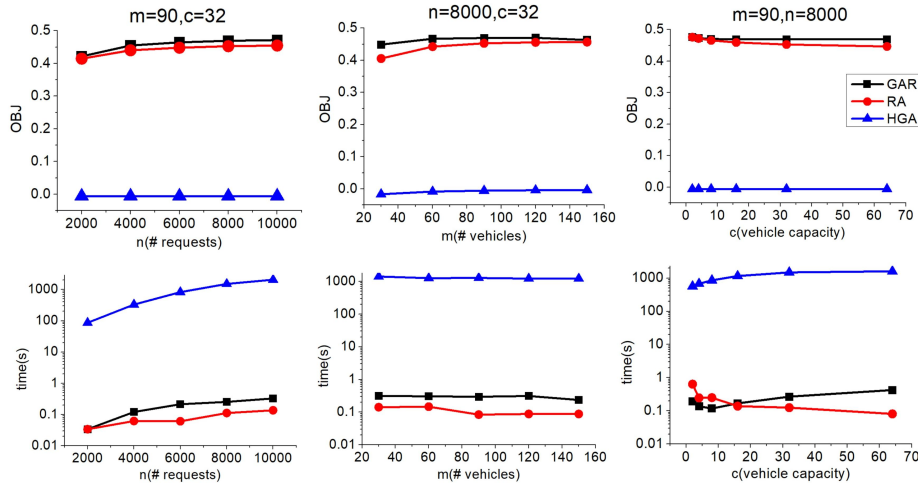 m=90,c=32
n=8000,c=32
m=90,n=8000
OBJ
0.5
0.4
0.3
0.2
0.1
0.0
2000 4000 6000 8000 10000
n(# requests)
OBJ
0.5
0.4
0.3
0.2
0.1
0.0
20 40 60 80 100 120 140 160
m(# vehicles)
OBJ
0.5
0.4
0.3
0.2
0.1
0.0
0 10 20 30 40 50 60 70
c(vehicle capacity)
GAR
RA
HGA
time(s)
1000
100
10
1
0.1
0.01
2000 4000 6000 8000 10000
n(# requests)
time(s)
1000
100
10
1
0.1
0.01
20 40 60 80 100 120 140 160
m(# vehicles)
time(s)
1000
100
10
1
0.1
0.01
0 10 20 30 40 50 60 70
c(vehicle capacity)